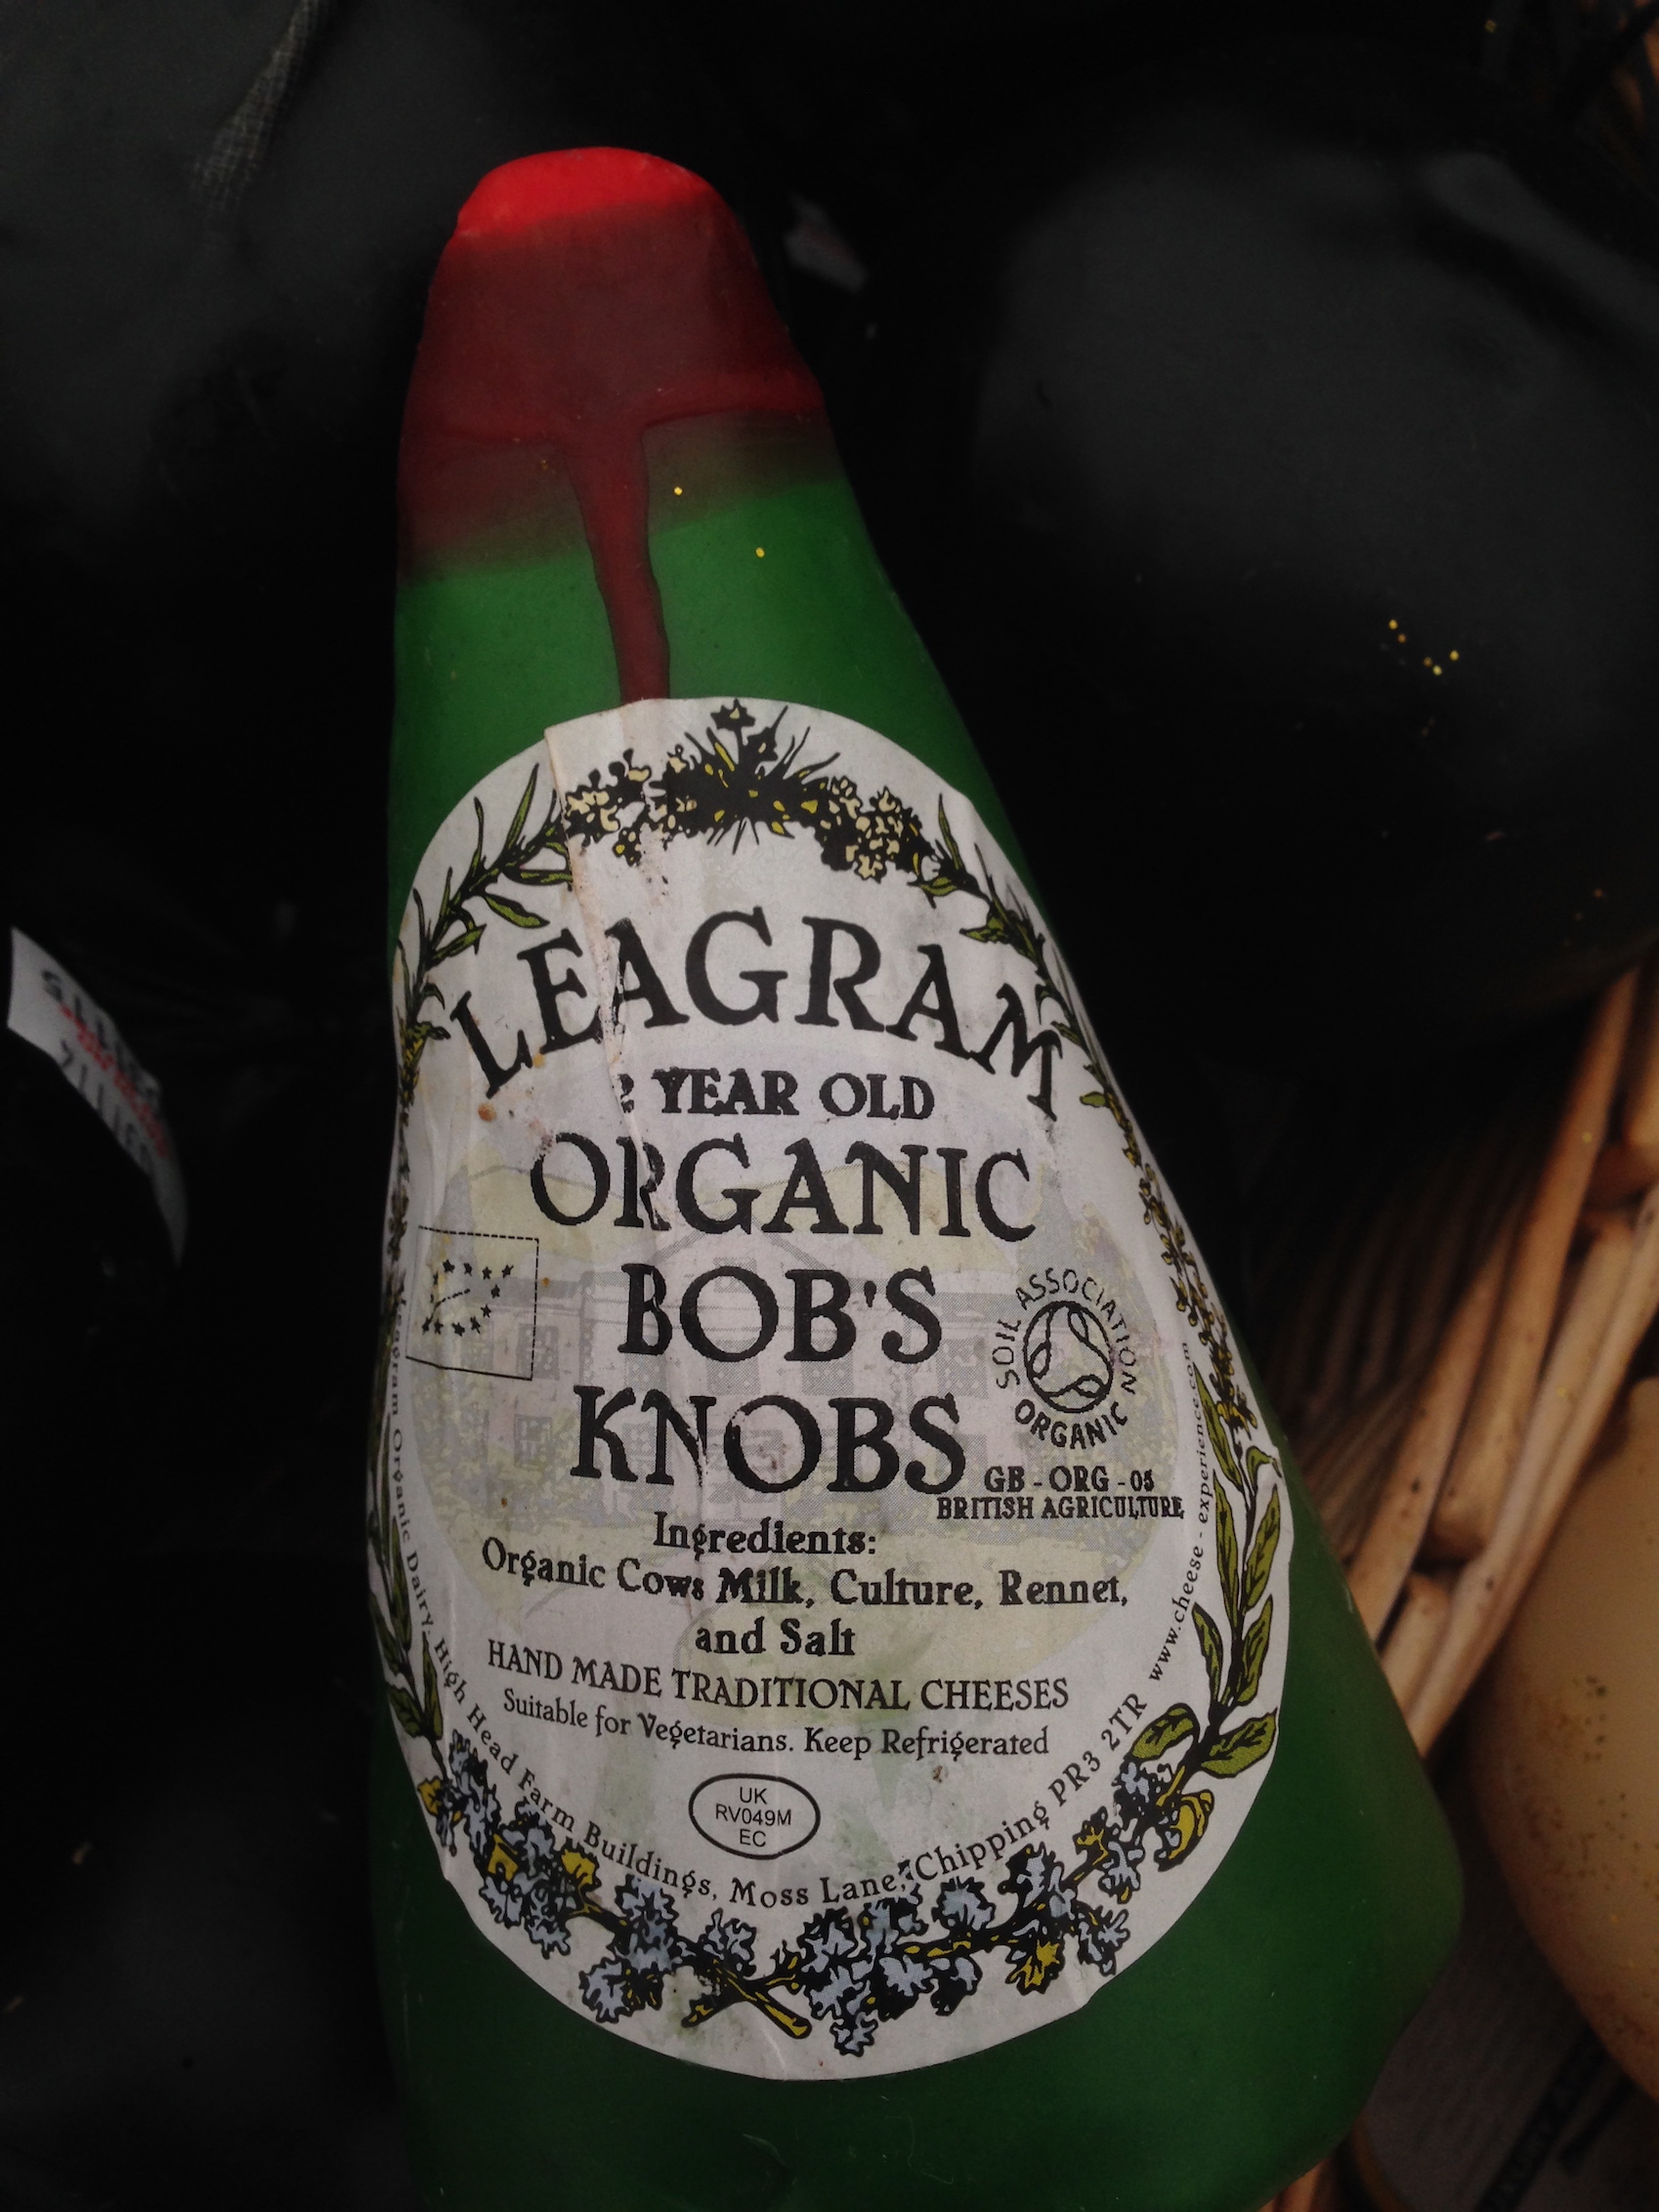 LEAGRAM
2 YEAR OLD
ORGANIC
BOB'S
KNOBS
SOIL ASSOCIATION
ORGANIC
GB - ORG - 05
BRITISH AGRICULTURE
Ingredients:
Organic Cows Milk, Culture, Rennet,
and Salt
HAND MADE TRADITIONAL CHEESES
Suitable for Vegetarians. Keep Refrigerated
UK
RV049M
EC
Leagram Organic Dairy, High Head Farm Buildings, Moss Lane, Chipping PR3 2TR www.cheese-experience.com